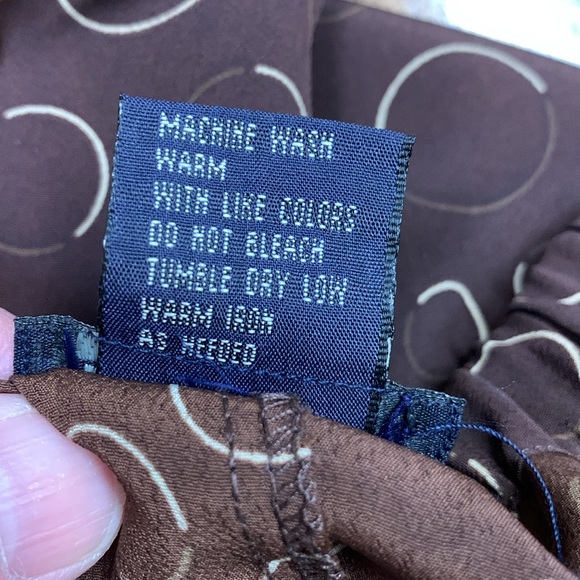 MACHINE WASH
WARM
WITH LIKE COLORS
DO NOT BLEACH
TUMBLE DRY LOW
WARM IRON
AS NEEDED